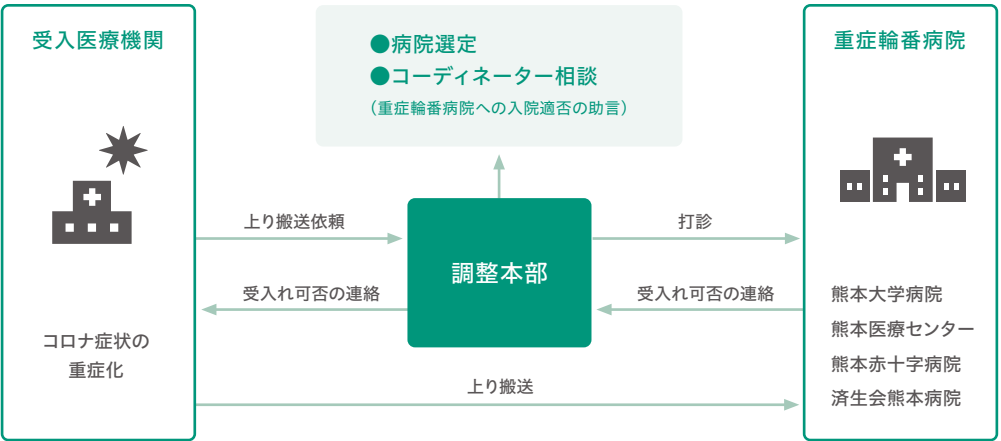 受入医療機関
コロナ症状の
重症化
●病院選定
●コーディネーター相談
（重症輪番病院への入院適否の助言）
上り搬送依頼
受入れ可否の連絡
調整本部
打診
受入れ可否の連絡
上り搬送
重症輪番病院
熊本大学病院
熊本医療センター
熊本赤十字病院
済生会熊本病院